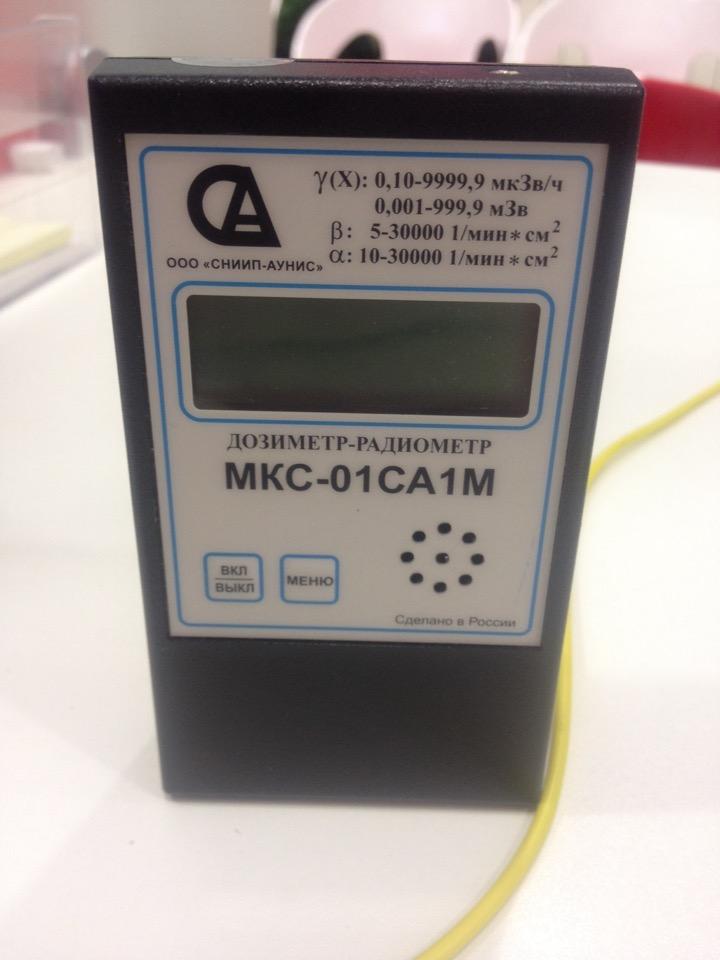 СА
γ(X): 0,10-9999,9 мкЗв/ч
0,001-999,9 мЗв
β: 5-30000 1/мин*см²
α: 10-30000 1/мин*см²
ООО «СНИИП-АУНИС»
ДОЗИМЕТР-РАДИОМЕТР
МКС-01СА1М
ВКЛ
ВЫКЛ
МЕНЮ
Сделано в России